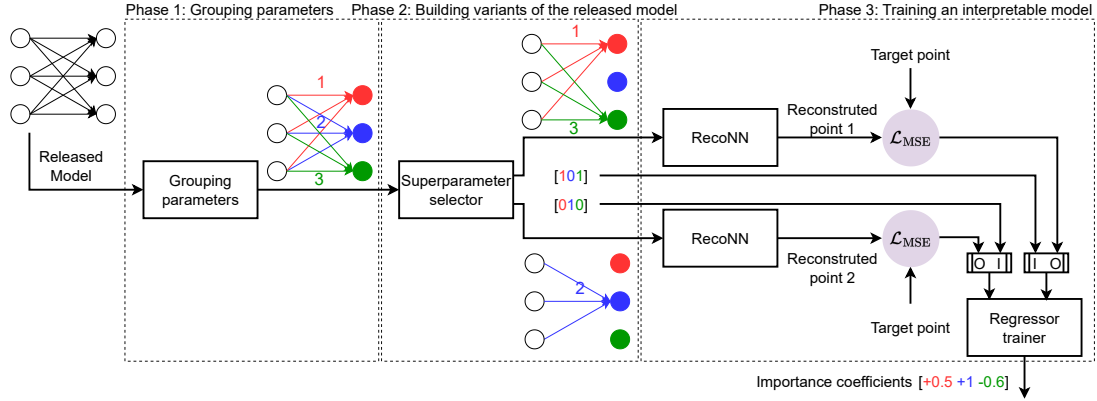 Phase 1: Grouping parameters
Phase 2: Building variants of the released model
Phase 3: Training an interpretable model
Released
Model
Grouping
parameters
1
2
3
Superparameter
selector
1
3
[101]
[010]
2
RecoNN
Reconstruted
point 1
Target point
ℒMSE
RecoNN
Reconstructed
point 2
ℒMSE
Target point
O I
I O
Regressor
trainer
Importance coefficients [+0.5 +1 -0.6]